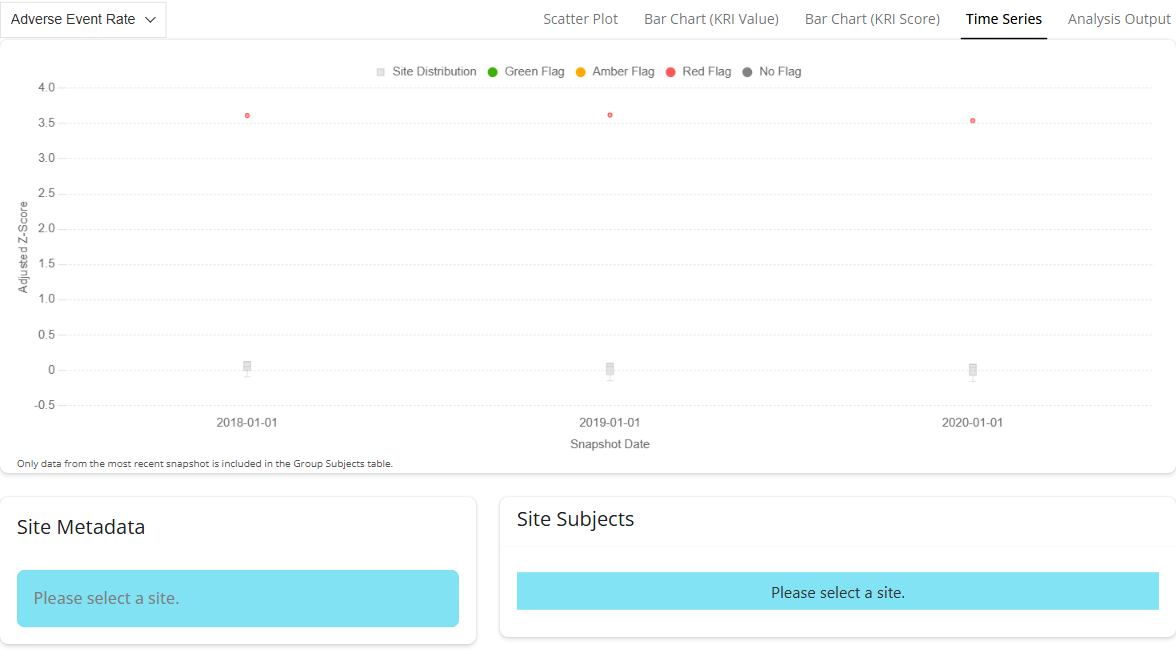 Adverse Event Rate
Scatter Plot Bar Chart (KRI Value) Bar Chart (KRI Score) Time Series Analysis Output
Site Distribution Green Flag Amber Flag Red Flag No Flag
4.0
3.5
3.0
2.5
2.0
1.5
1.0
0.5
0
-0.5
Adjusted Z-Score
2018-01-01 2019-01-01 2020-01-01
Snapshot Date
Only data from the most recent snapshot is included in the Group Subjects table.
Site Metadata
Please select a site.
Site Subjects
Please select a site.